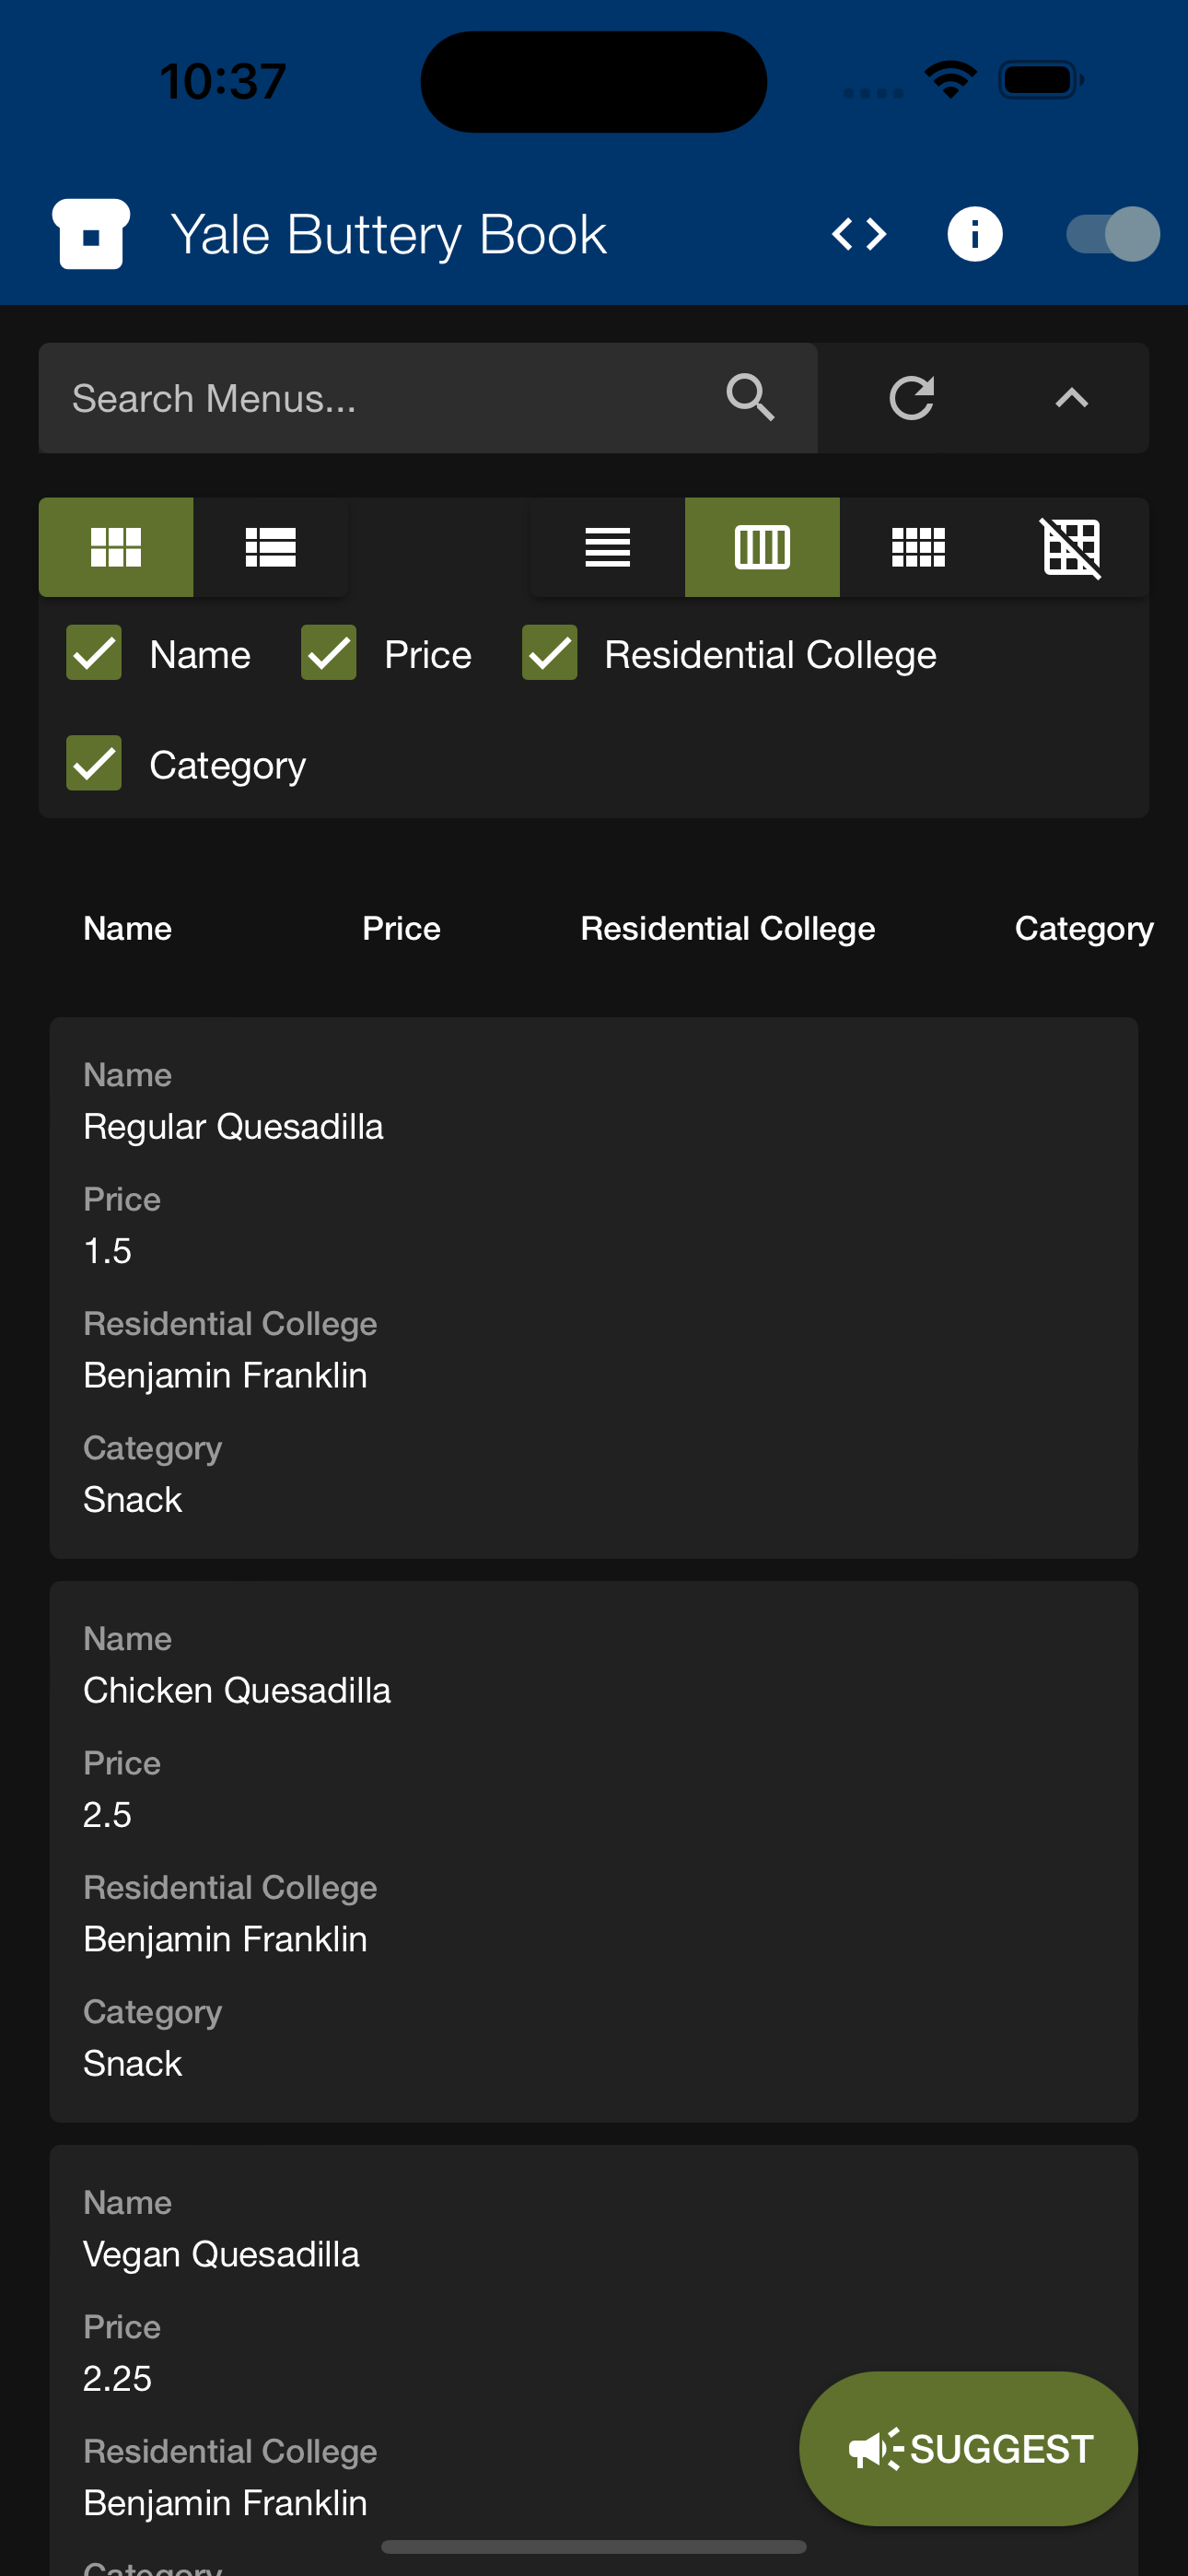 10:37
Yale Buttery Book
Search Menus...
Name Price Residential College
Category
Name Price Residential College Category
Name
Regular Quesadilla
Price
1.5
Residential College
Benjamin Franklin
Category
Snack
Name
Chicken Quesadilla
Price
2.5
Residential College
Benjamin Franklin
Category
Snack
Name
Vegan Quesadilla
Price
2.25
Residential College
Benjamin Franklin
SUGGEST
Category